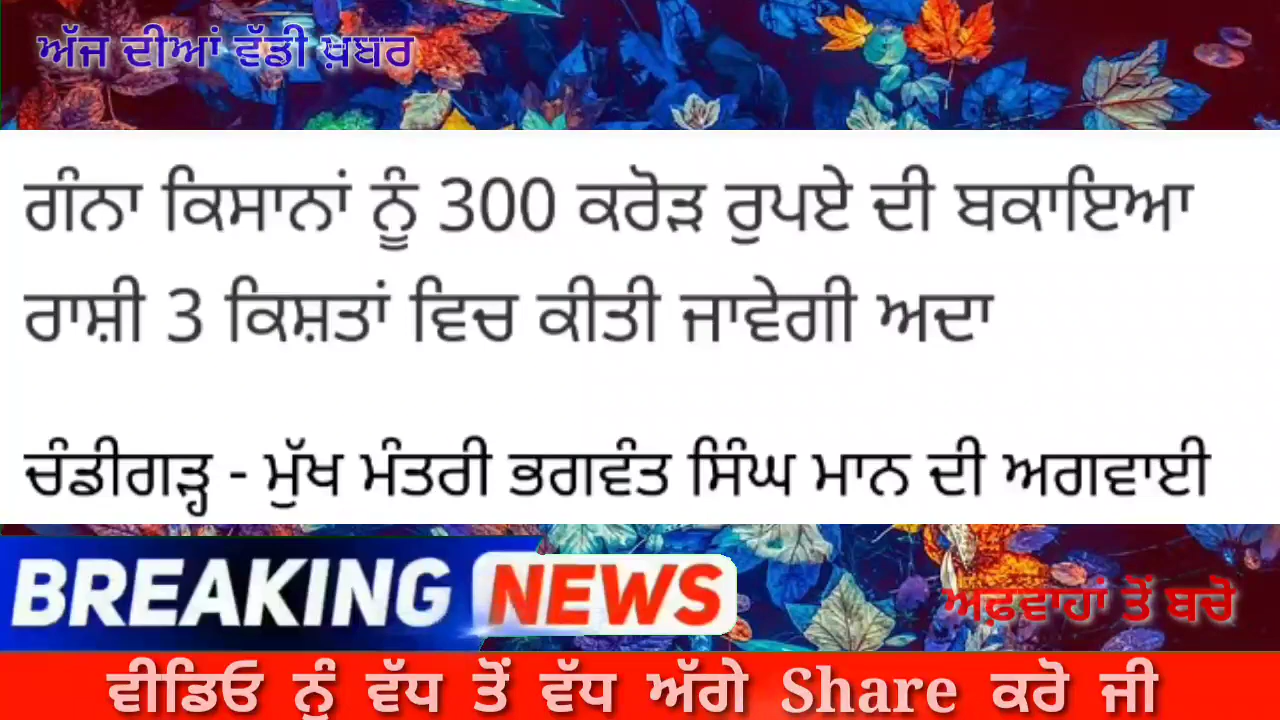 ਅੱਜ ਦੀਆਂ ਵੱਡੀ ਖ਼ਬਰ
ਗੰਨਾ ਕਿਸਾਨਾਂ ਨੂੰ 300 ਕਰੋੜ ਰੁਪਏ ਦੀ ਬਕਾਇਆ
ਰਾਸ਼ੀ 3 ਕਿਸ਼ਤਾਂ ਵਿਚ ਕੀਤੀ ਜਾਵੇਗੀ ਅਦਾ
ਚੰਡੀਗੜ੍ਹ - ਮੁੱਖ ਮੰਤਰੀ ਭਗਵੰਤ ਸਿੰਘ ਮਾਨ ਦੀ ਅਗਵਾਈ
BREAKING NEWS
ਅਫ਼ਵਾਹਾਂ ਤੋਂ ਬਚੋ
ਵੀਡਿਓ ਨੂੰ ਵੱਧ ਤੋਂ ਵੱਧ ਅੱਗੇ Share ਕਰੋ ਜੀ